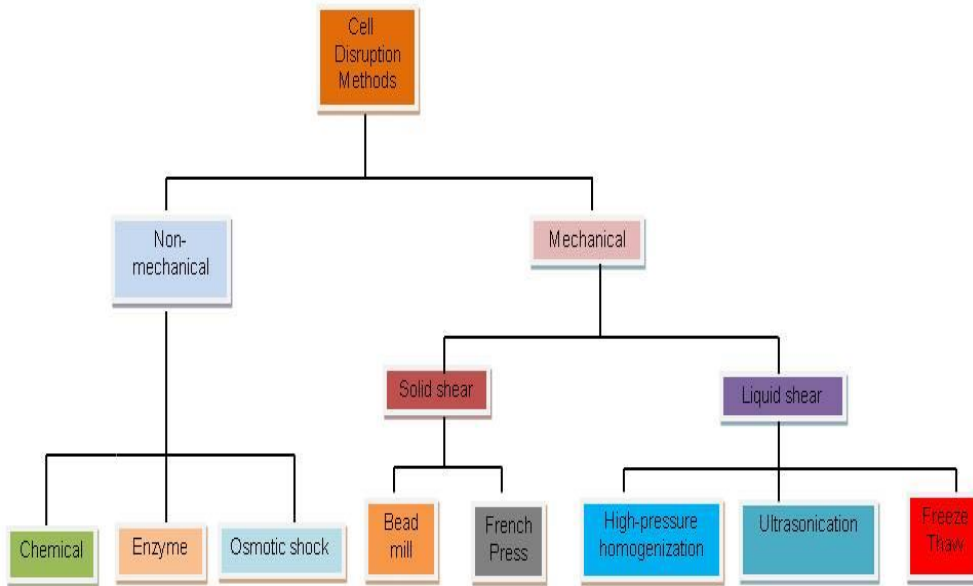 Cell
Disruption
Methods
Non-
mechanical
Mechanical
Solid shear
Liquid shear
Chemical
Enzyme
Osmotic shock
Bead
mill
French
Press
High-pressure
homogenization
Ultrasonication
Freeze
Thaw